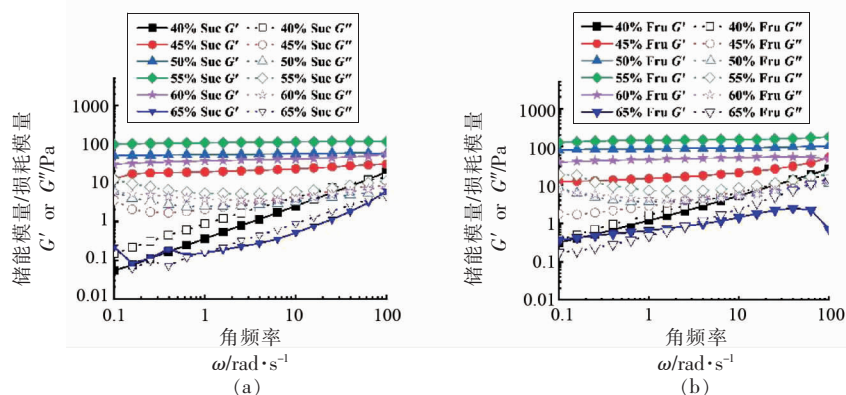 40% Suc G′ 40% Suc G″
45% Suc G′ 45% Suc G″
50% Suc G′ 50% Suc G″
55% Suc G′ 55% Suc G″
60% Suc G′ 60% Suc G″
65% Suc G′ 65% Suc G″
储能模量/损耗模量
G′ or G″/Pa
1000
100
10
1
0.1
0.01
0.1 1 10 100
角频率
ω/rad·s⁻¹
(a)
40% Fru G′ 40% Fru G″
45% Fru G′ 45% Fru G″
50% Fru G′ 50% Fru G″
55% Fru G′ 55% Fru G″
60% Fru G′ 60% Fru G″
65% Fru G′ 65% Fru G″
储能模量/损耗模量
G′ or G″/Pa
1000
100
10
1
0.1
0.01
0.1 1 10 100
角频率
ω/rad·s⁻¹
(b)